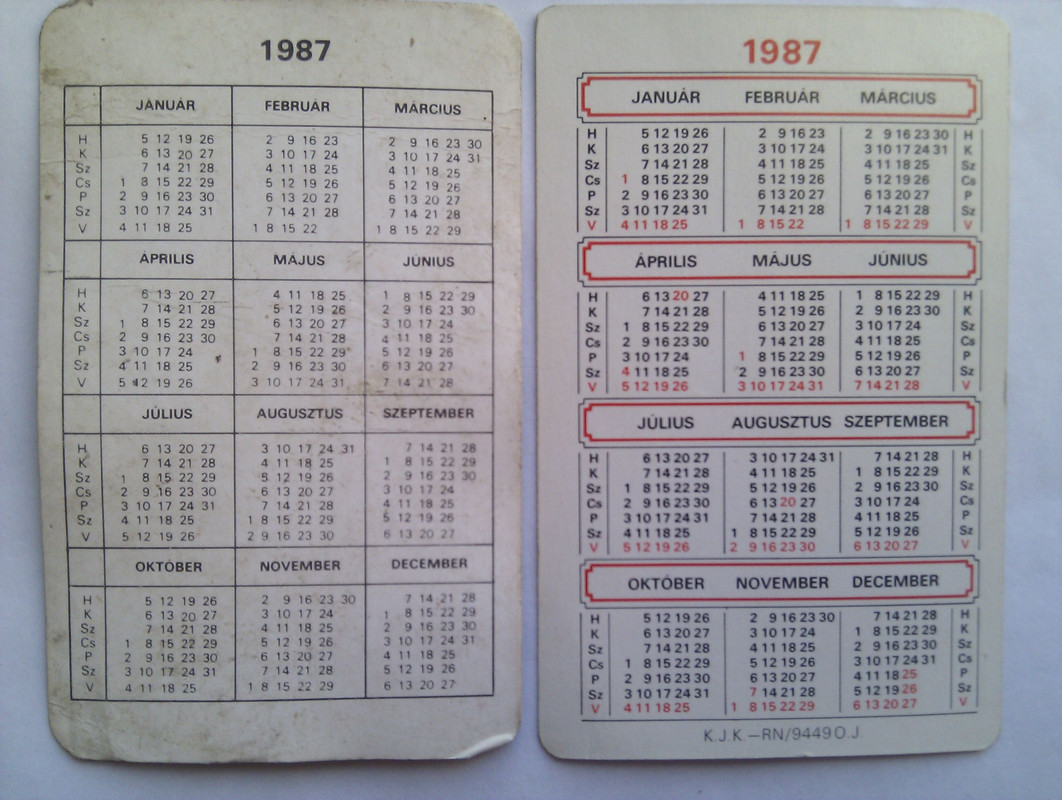 1987
JANUÁR FEBRUÁR MÁRCIUS
H 5 12 19 26 2 9 16 23 2 9 16 23 30
K 6 13 20 27 3 10 17 24 3 10 17 24 31
Sz 7 14 21 28 4 11 18 25 4 11 18 25
Cs 1 8 15 22 29 5 12 19 26 5 12 19 26
P 2 9 16 23 30 6 13 20 27 6 13 20 27
Sz 3 10 17 24 31 7 14 21 28 7 14 21 28
V 4 11 18 25 1 8 15 22 1 8 15 22 29
ÁPRILIS MÁJUS JÚNIUS
H 6 13 20 27 4 11 18 25 1 8 15 22 29
K 7 14 21 28 5 12 19 26 2 9 16 23 30
Sz 1 8 15 22 29 6 13 20 27 3 10 17 24
Cs 2 9 16 23 30 7 14 21 28 4 11 18 25
P 3 10 17 24 1 8 15 22 29 5 12 19 26
Sz 4 11 18 25 2 9 16 23 30 6 13 20 27
V 5 12 19 26 3 10 17 24 31 7 14 21 28
JÚLIUS AUGUSZTUS SZEPTEMBER
H 6 13 20 27 3 10 17 24 31 7 14 21 28
K 7 14 21 28 4 11 18 25 1 8 15 22 29
Sz 1 8 15 22 29 5 12 19 26 2 9 16 23 30
Cs 2 9 16 23 30 6 13 20 27 3 10 17 24
P 3 10 17 24 31 7 14 21 28 4 11 18 25
Sz 4 11 18 25 1 8 15 22 29 5 12 19 26
V 5 12 19 26 2 9 16 23 30 6 13 20 27
OKTÓBER NOVEMBER DECEMBER
H 5 12 19 26 2 9 16 23 30 7 14 21 28
K 6 13 20 27 3 10 17 24 1 8 15 22 29
Sz 7 14 21 28 4 11 18 25 2 9 16 23 30
Cs 1 8 15 22 29 5 12 19 26 3 10 17 24 31
P 2 9 16 23 30 6 13 20 27 4 11 18 25
Sz 3 10 17 24 31 7 14 21 28 5 12 19 26
V 4 11 18 25 1 8 15 22 29 6 13 20 27
1987
JANUÁR FEBRUÁR MÁRCIUS
H 5 12 19 26 2 9 16 23 2 9 16 23 30 H
K 6 13 20 27 3 10 17 24 3 10 17 24 31 K
Sz 7 14 21 28 4 11 18 25 4 11 18 25 Sz
Cs 1 8 15 22 29 5 12 19 26 5 12 19 26 Cs
P 2 9 16 23 30 6 13 20 27 6 13 20 27 P
Sz 3 10 17 24 31 7 14 21 28 7 14 21 28 Sz
V 4 11 18 25 1 8 15 22 1 8 15 22 29 V
ÁPRILIS MÁJUS JÚNIUS
H 6 13 20 27 4 11 18 25 1 8 15 22 29 H
K 7 14 21 28 5 12 19 26 2 9 16 23 30 K
Sz 1 8 15 22 29 6 13 20 27 3 10 17 24 Sz
Cs 2 9 16 23 30 7 14 21 28 4 11 18 25 Cs
P 3 10 17 24 1 8 15 22 29 5 12 19 26 P
Sz 4 11 18 25 2 9 16 23 30 6 13 20 27 Sz
V 5 12 19 26 3 10 17 24 31 7 14 21 28 V
JÚLIUS AUGUSZTUS SZEPTEMBER
H 6 13 20 27 3 10 17 24 31 7 14 21 28 H
K 7 14 21 28 4 11 18 25 1 8 15 22 29 K
Sz 1 8 15 22 29 5 12 19 26 2 9 16 23 30 Sz
Cs 2 9 16 23 30 6 13 20 27 3 10 17 24 Cs
P 3 10 17 24 31 7 14 21 28 4 11 18 25 P
Sz 4 11 18 25 1 8 15 22 29 5 12 19 26 Sz
V 5 12 19 26 2 9 16 23 30 6 13 20 27 V
OKTÓBER NOVEMBER DECEMBER
H 5 12 19 26 2 9 16 23 30 7 14 21 28 H
K 6 13 20 27 3 10 17 24 1 8 15 22 29 K
Sz 7 14 21 28 4 11 18 25 2 9 16 23 30 Sz
Cs 1 8 15 22 29 5 12 19 26 3 10 17 24 31 Cs
P 2 9 16 23 30 6 13 20 27 4 11 18 25 P
Sz 3 10 17 24 31 7 14 21 28 5 12 19 26 Sz
V 4 11 18 25 1 8 15 22 29 6 13 20 27 V
K.J.K.—RN/9449 O.J.